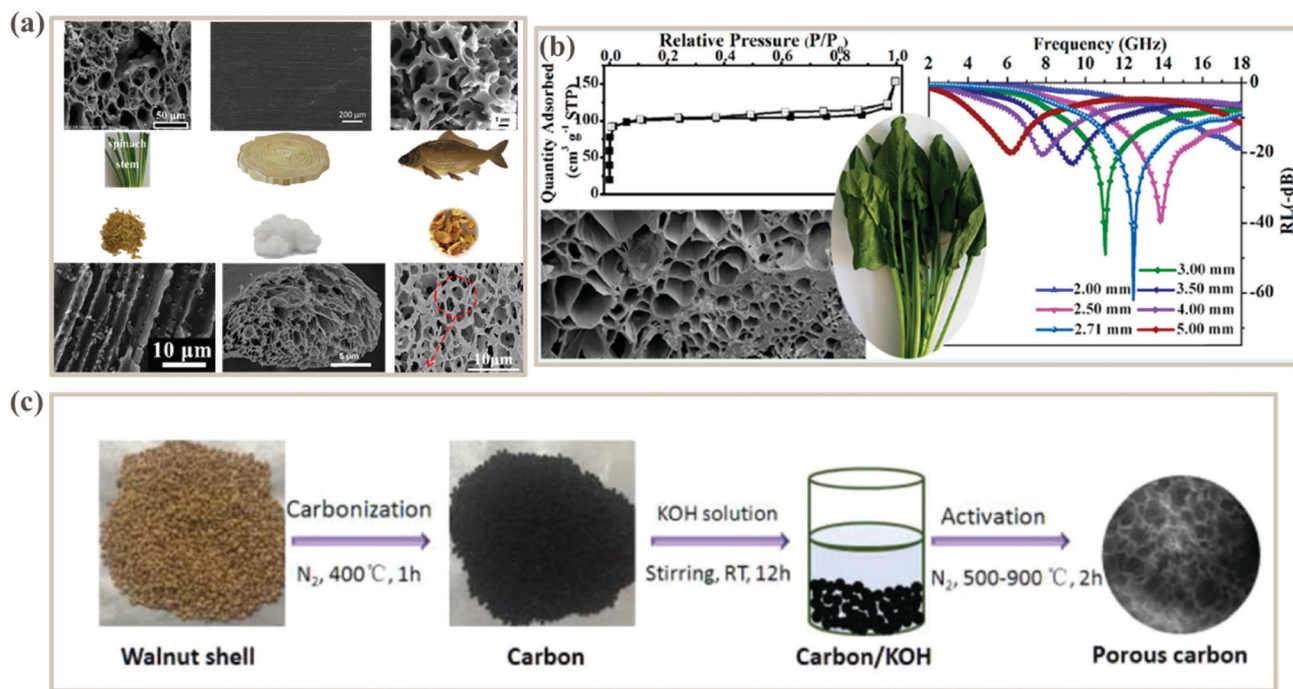 (a)
50 μm
200 μm
1 μm
spinach
stem
10 μm
5 μm
10μm
(b)
Relative Pressure (P/P0)
0.0 0.2 0.4 0.6 0.8 1.0
Quantity Adsorbed
(cm3 g-1 STP)
150
100
50
0
Frequency (GHz)
2 4 6 8 10 12 14 16 18
0
-20
-40
-60
RL(-dB)
3.00 mm
2.00 mm
3.50 mm
2.50 mm
4.00 mm
2.71 mm
5.00 mm
(c)
Carbonization
N2, 400℃, 1h
KOH solution
Stirring, RT, 12h
Activation
N2, 500-900 ℃, 2h
Walnut shell
Carbon
Carbon/KOH
Porous carbon